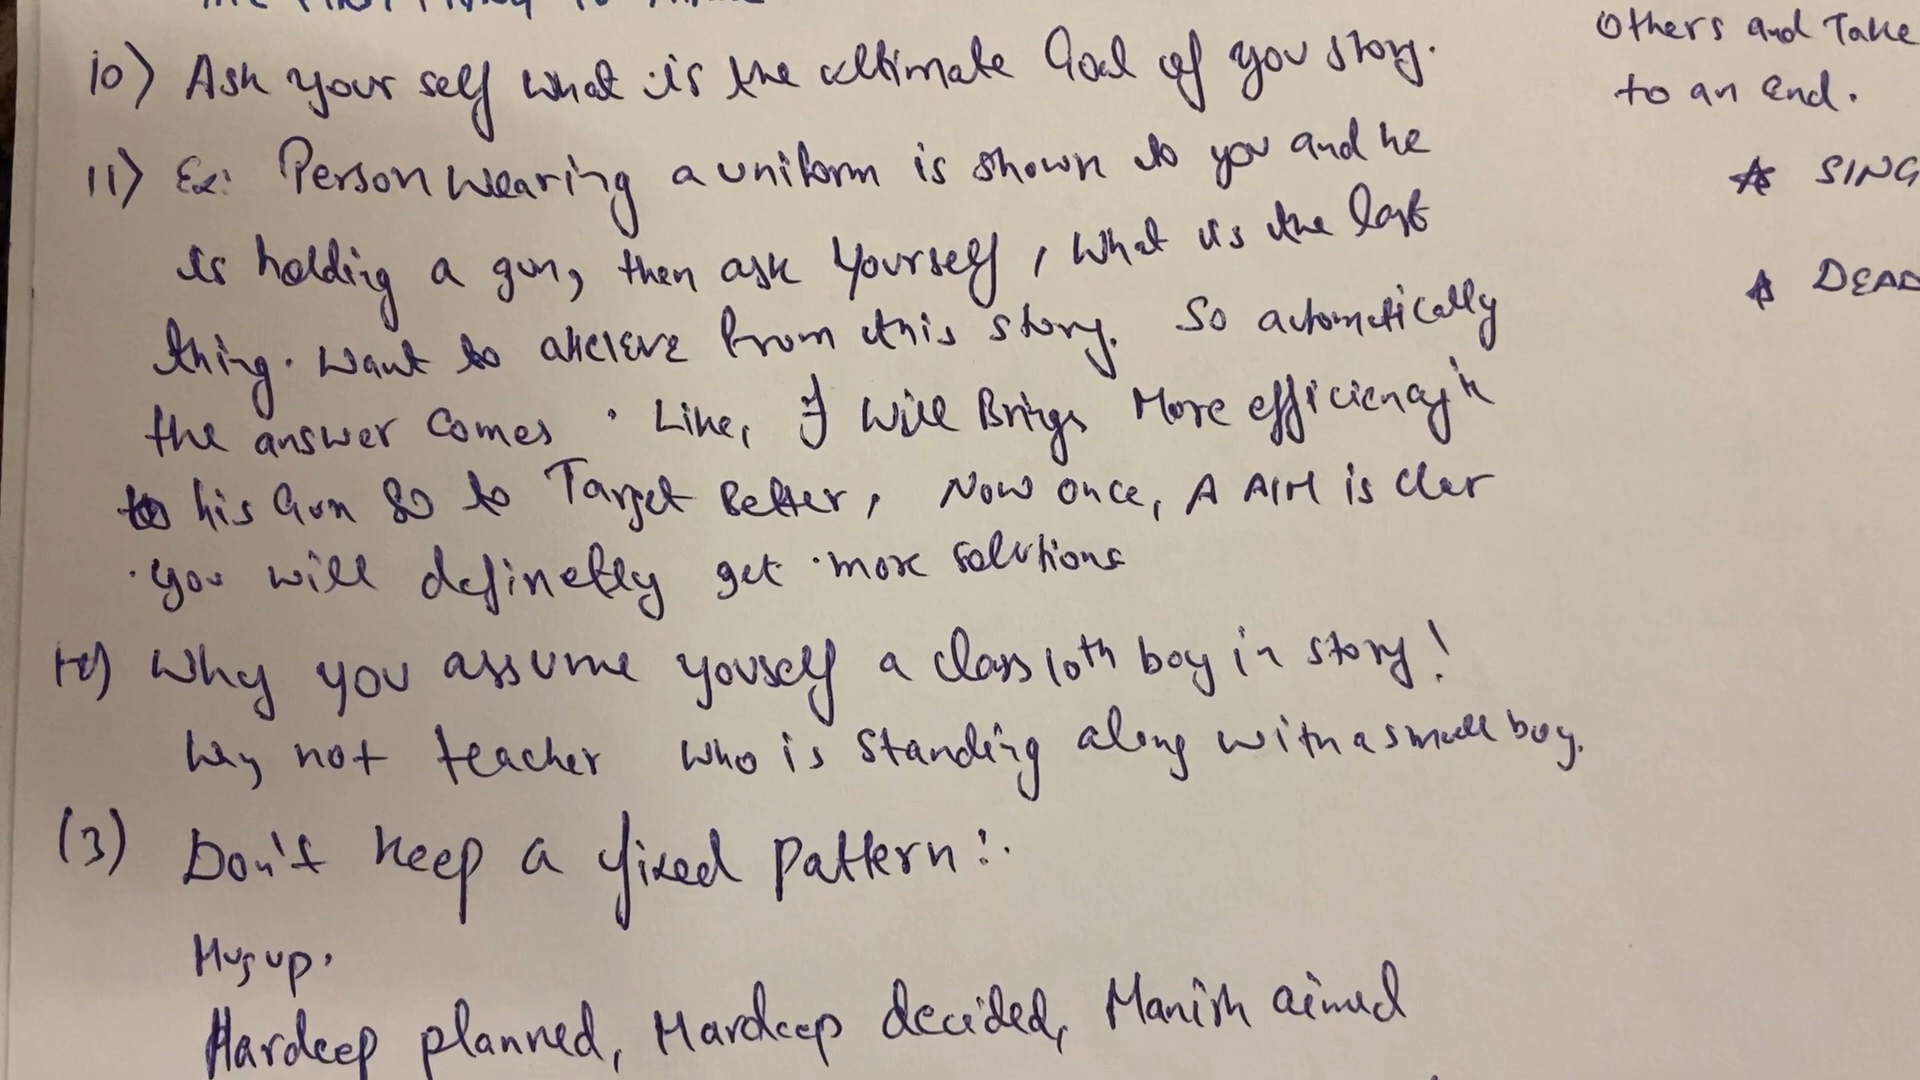 10) Ask your self what is the ultimate Goal of you story.
11) Ex: Person wearing a uniform is shown to you and he
is holding a gun, then ask yourself, what is the last
thing. want to from this story. So automatically
the answer comes. Like, I will Brings More efficiency in
his Gun so to Target Better, Now once, A AIM is cler
you will definetly get more solutions
Why you assume youself a class 10th boy in story!
why not teacher who is standing along with a small boy.
(3) Don't keep a fixed pattern:.
Mugup.
Hardeep planned, Hardeep decided, Manish aimed
Others and Take
to an End.
SING
DEAD